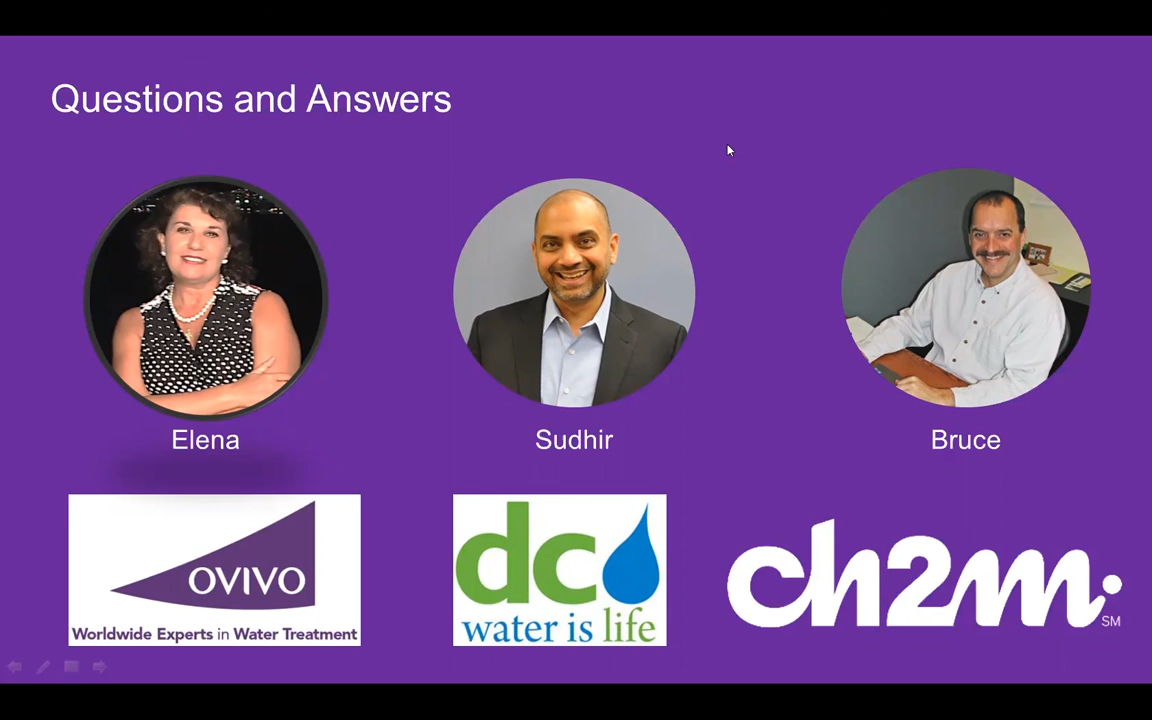 Questions and Answers
Elena
Sudhir
Bruce
OVIVO
Worldwide Experts in Water Treatment
dc
water is life
ch2m
SM